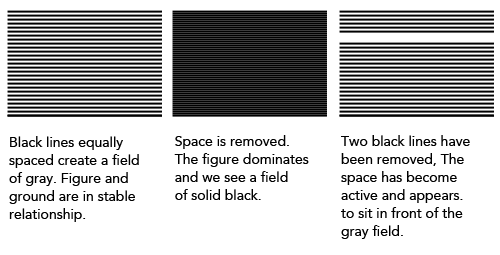 Black lines equally
spaced create a field
of gray. Figure and
ground are in stable
relationship.
Space is removed.
The figure dominates
and we see a field
of solid black.
Two black lines have
been removed, The
space has become
active and appears.
to sit in front of the
gray field.